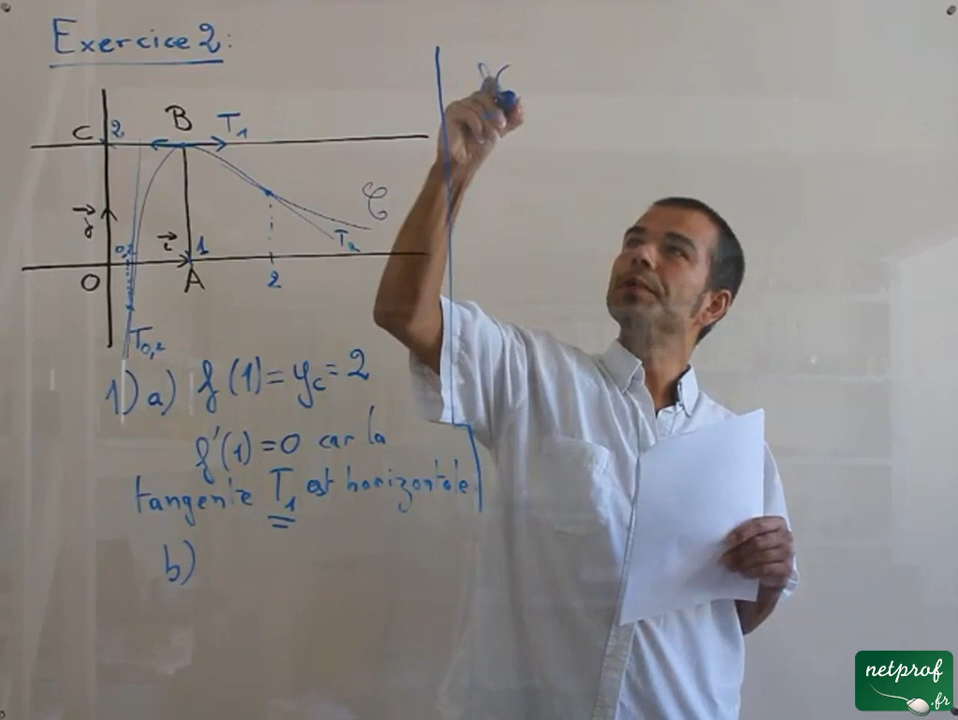 Exercice 2:
C 2 B T1
C
j i 1 T2
0,2
O A 2
T0,2
1) a) f(1) = yc = 2
f'(1) = 0 car la
tangente T1 est horizontale.
b)
netprof
.fr